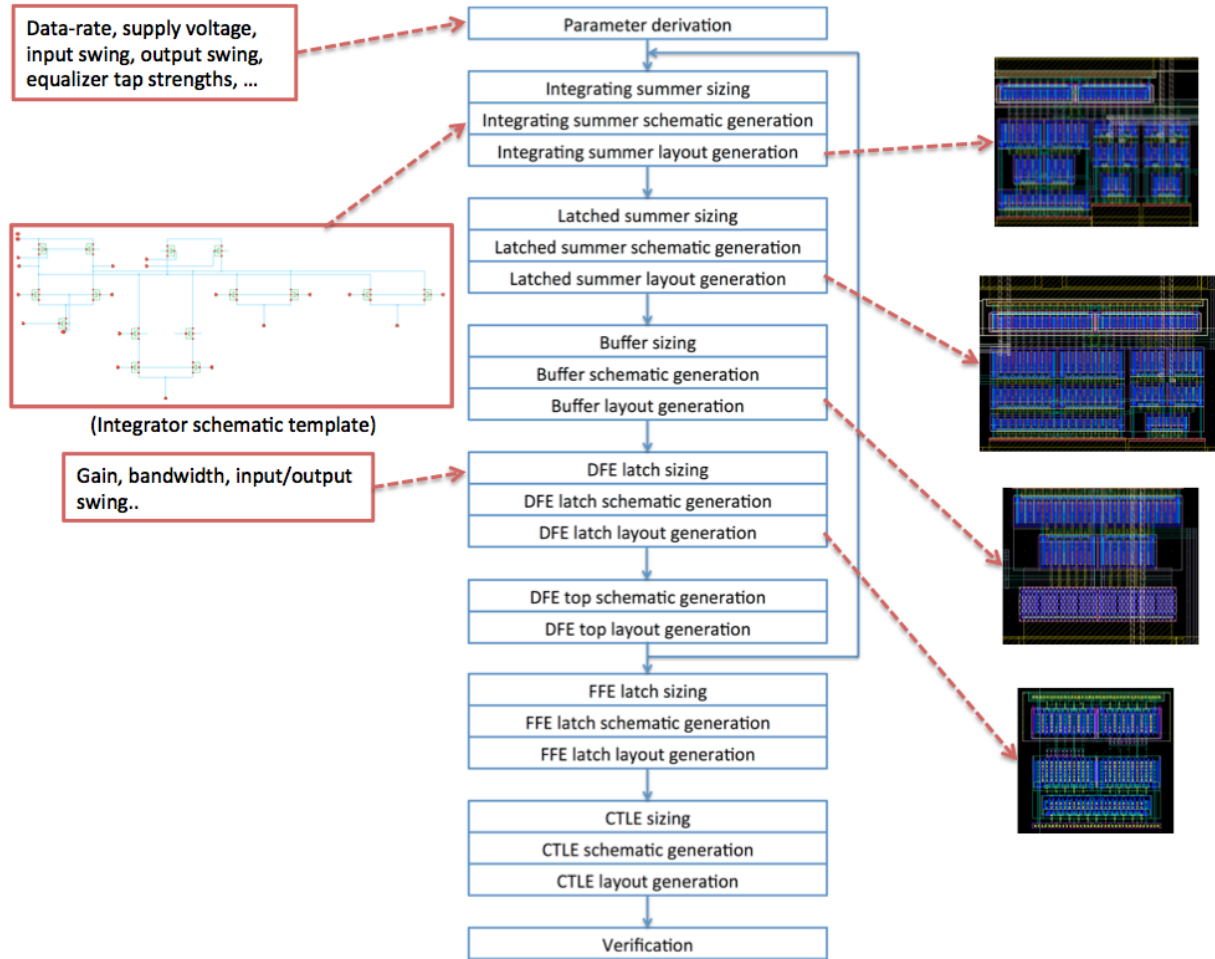 Data-rate, supply voltage,
input swing, output swing,
equalizer tap strengths, ...
Parameter derivation
Integrating summer sizing
Integrating summer schematic generation
Integrating summer layout generation
Latched summer sizing
Latched summer schematic generation
Latched summer layout generation
Buffer sizing
Buffer schematic generation
Buffer layout generation
(Integrator schematic template)
Gain, bandwidth, input/output
swing..
DFE latch sizing
DFE latch schematic generation
DFE latch layout generation
DFE top schematic generation
DFE top layout generation
FFE latch sizing
FFE latch schematic generation
FFE latch layout generation
CTLE sizing
CTLE schematic generation
CTLE layout generation
Verification